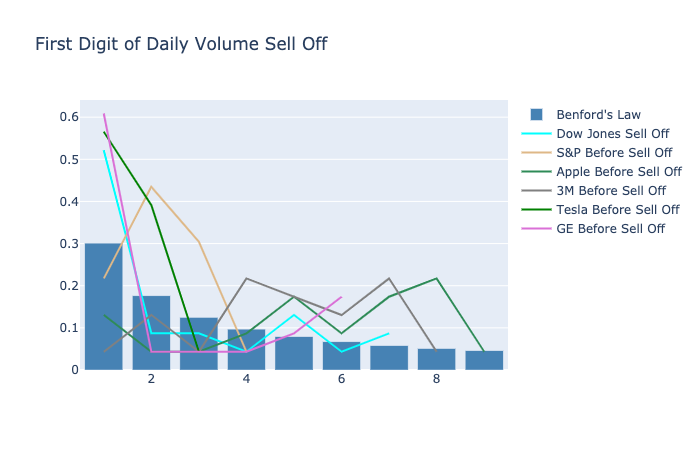 First Digit of Daily Volume Sell Off
0.6
0.5
0.4
0.3
0.2
0.1
0
2
4
6
8
Benford's Law
Dow Jones Sell Off
S&P Before Sell Off
Apple Before Sell Off
3M Before Sell Off
Tesla Before Sell Off
GE Before Sell Off